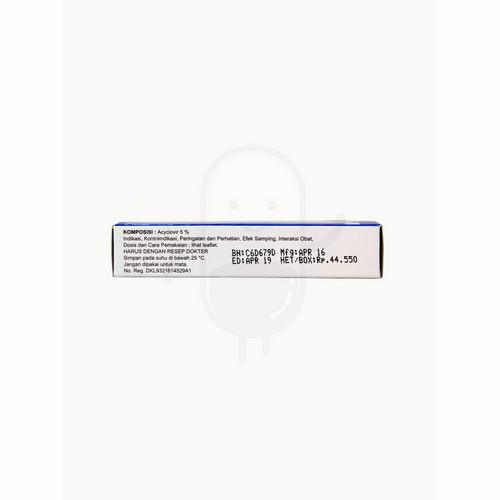 KOMPOSISI : Acyclovir 5 %
Indikasi, Kontraindikasi, Peringatan dan Perhatian, Efek Samping, Interaksi Obat,
Dosis dan Cara Pemakaian : lihat leaflet.
HARUS DENGAN RESEP DOKTER
Simpan pada suhu di bawah 25 °C.
Jangan dipakai untuk mata.
No. Reg. DKL9321614529A1
BN:C6D679D Mfg:APR 16
ED:APR 19 HET/BOX:Rp.44.550